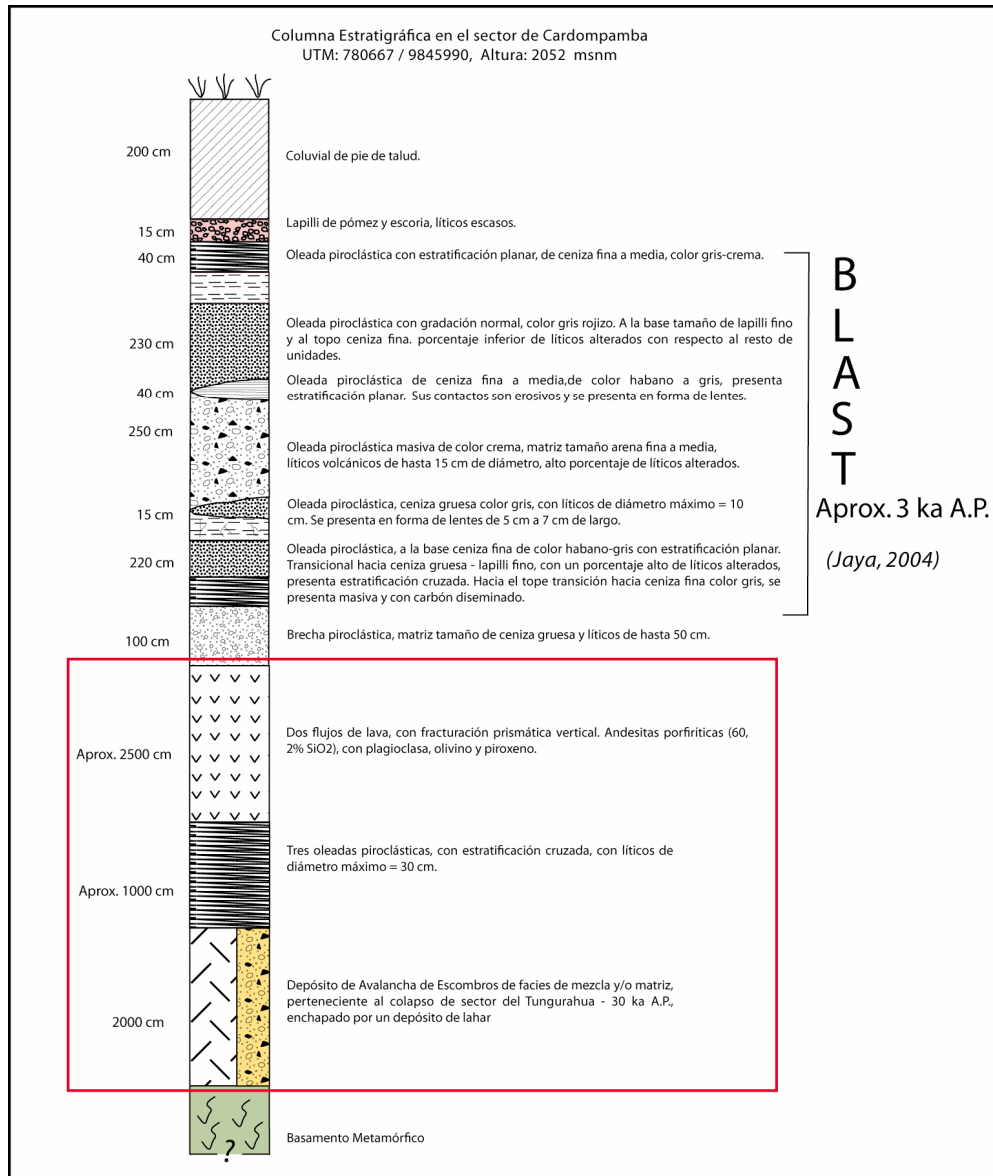 Columna Estratigráfica en el sector de Cardompamba
UTM: 780667 / 9845990, Altura: 2052 msnm
200 cm
Coluvial de pie de talud.
15 cm
Lapilli de pómez y escoria, líticos escasos.
40 cm
Oleada piroclástica con estratificación planar, de ceniza fina a media, color gris-crema.
230 cm
Oleada piroclástica con gradación normal, color gris rojizo. A la base tamaño de lapilli fino
y al topo ceniza fina. porcentaje inferior de líticos alterados con respecto al resto de
unidades.
40 cm
Oleada piroclástica de ceniza fina a media,de color habano a gris, presenta
estratificación planar. Sus contactos son erosivos y se presenta en forma de lentes.
250 cm
Oleada piroclástica masiva de color crema, matriz tamaño arena fina a media,
líticos volcánicos de hasta 15 cm de diámetro, alto porcentaje de líticos alterados.
15 cm
Oleada piroclástica, ceniza gruesa color gris, con líticos de diámetro máximo = 10
cm. Se presenta en forma de lentes de 5 cm a 7 cm de largo.
220 cm
Oleada piroclástica, a la base ceniza fina de color habano-gris con estratificación planar.
Transicional hacia ceniza gruesa - lapilli fino, con un porcentaje alto de líticos alterados,
presenta estratificación cruzada. Hacia el tope transición hacia ceniza fina color gris, se
presenta masiva y con carbón diseminado.
B
L
A
S
T
Aprox. 3 ka A.P.
(Jaya, 2004)
100 cm
Brecha piroclástica, matriz tamaño de ceniza gruesa y líticos de hasta 50 cm.
Aprox. 2500 cm
Dos flujos de lava, con fracturación prismática vertical. Andesitas porfiríticas (60,
2% SiO2), con plagioclasa, olivino y piroxeno.
Aprox. 1000 cm
Tres oleadas piroclásticas, con estratificación cruzada, con líticos de
diámetro máximo = 30 cm.
2000 cm
Depósito de Avalancha de Escombros de facies de mezcla y/o matriz,
perteneciente al colapso de sector del Tungurahua - 30 ka A.P.,
enchapado por un depósito de lahar
Basamento Metamórfico
?